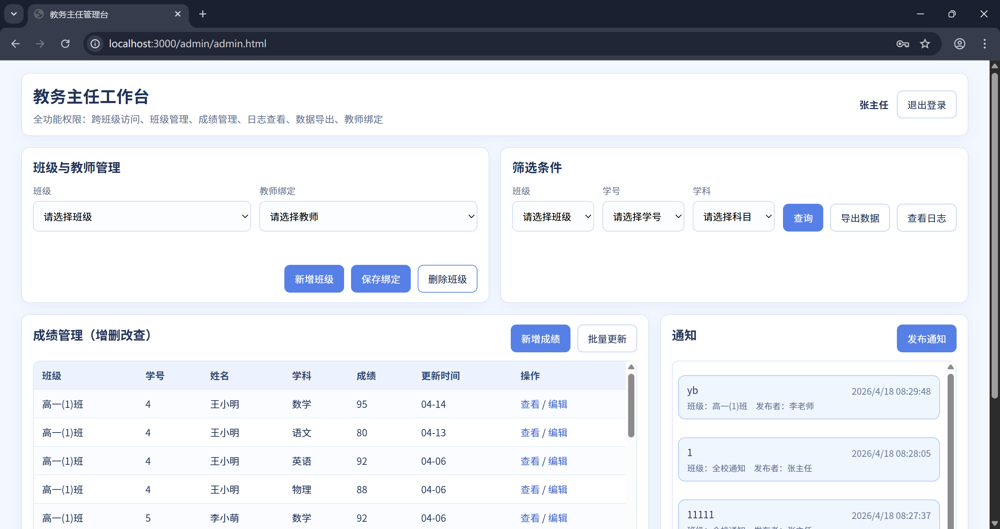 教务主任管理台
localhost:3000/admin/admin.html
教务主任工作台
全功能权限：跨班级访问、班级管理、成绩管理、日志查看、数据导出、教师绑定
张主任 退出登录
班级与教师管理
班级 教师绑定
请选择班级 请选择教师
新增班级 保存绑定 删除班级
筛选条件
班级 学号 学科
请选择班级 请选择学号 请选择科目 查询 导出数据 查看日志
成绩管理（增删改查） 新增成绩 批量更新
班级 学号 姓名 学科 成绩 更新时间 操作
高一(1)班 4 王小明 数学 95 04-14 查看 / 编辑
高一(1)班 4 王小明 语文 80 04-13 查看 / 编辑
高一(1)班 4 王小明 英语 92 04-06 查看 / 编辑
高一(1)班 4 王小明 物理 88 04-06 查看 / 编辑
高一(1)班 5 李小萌 数学 92 04-06 查看 / 编辑
通知 发布通知
yb 2026/4/18 08:29:48
班级：高一(1)班 发布者：李老师
1 2026/4/18 08:28:05
班级：全校通知 发布者：张主任
11111 2026/4/18 08:27:37
班级：全校通知 发布者：张主任